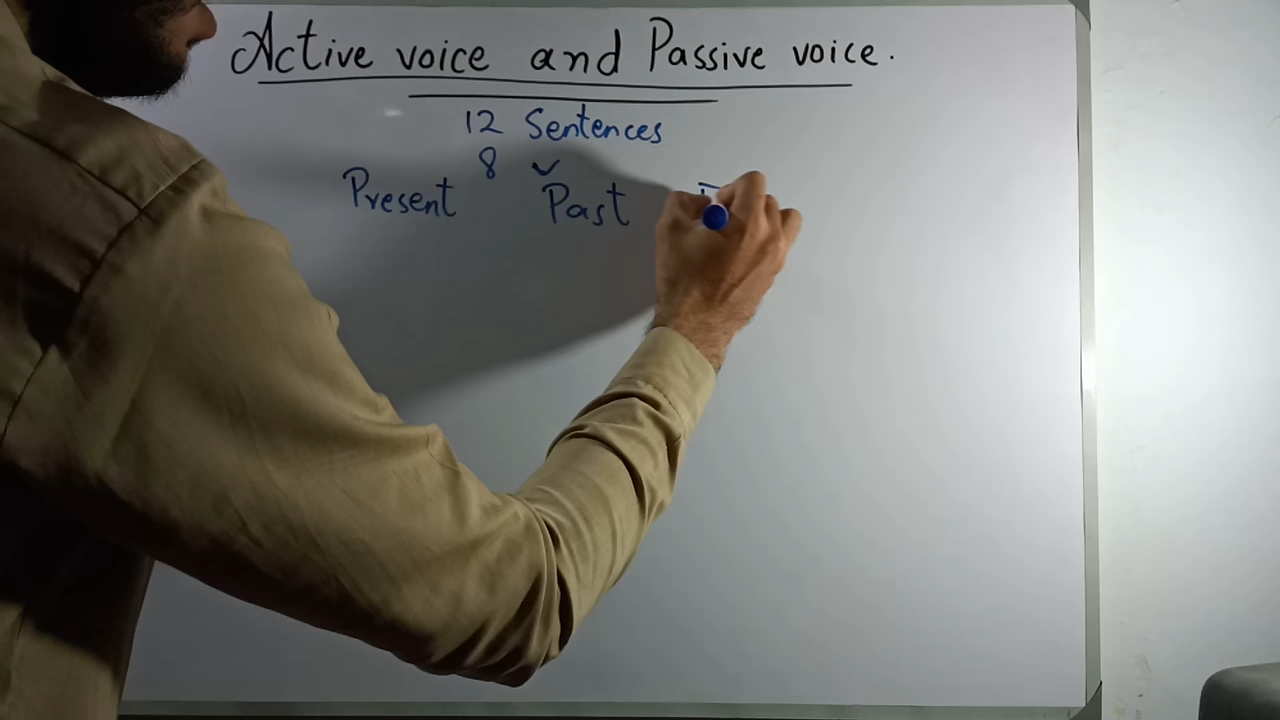 Active voice and Passive voice.
12 Sentences
8 ✓
Present Past